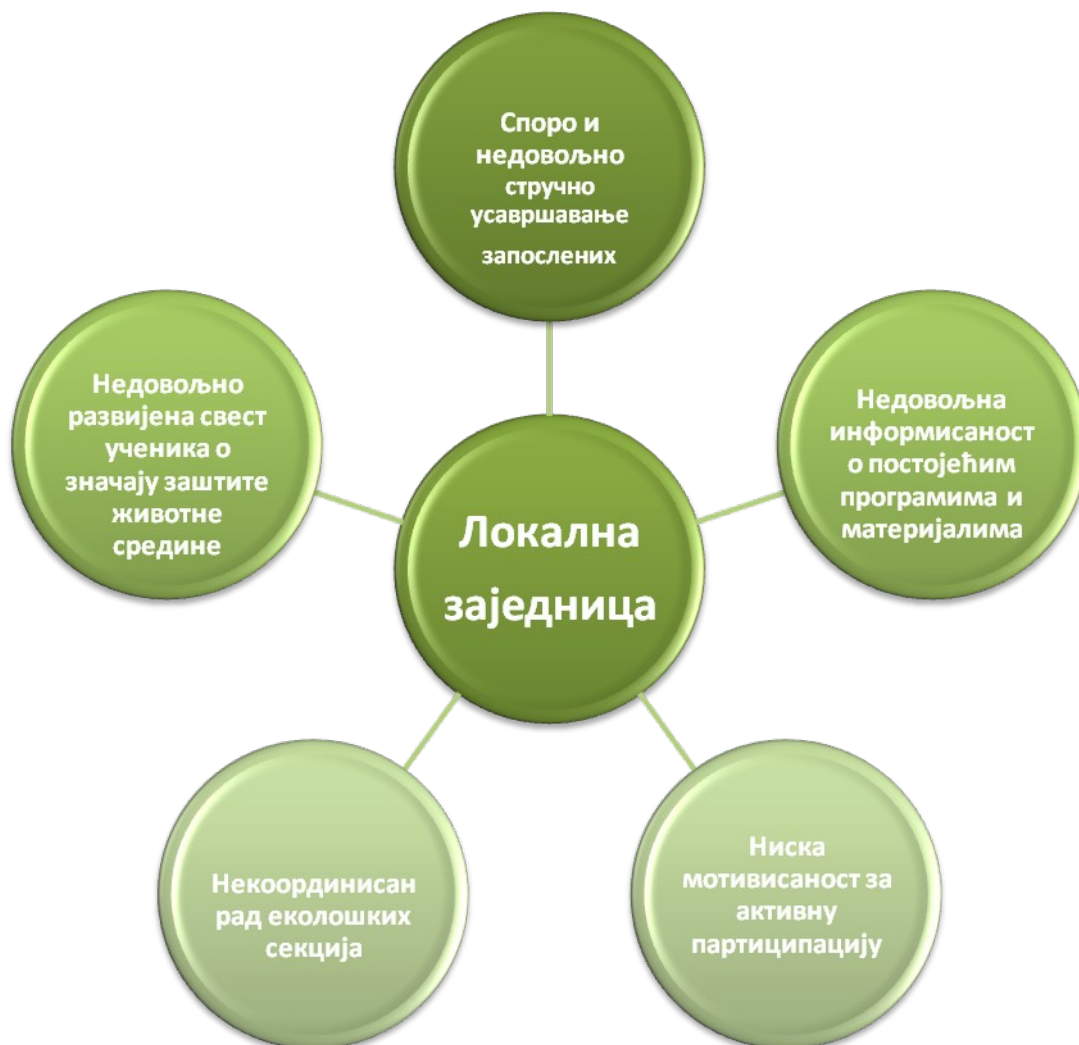 Споро и
недовољно
стручно
усавршавање
запослених
Недовољно
развијена свест
ученика о
значају заштите
животне
средине
Недовољна
информисаност
о постојећим
програмима и
материјалима
Локална
заједница
Некоординисан
рад еколошких
секција
Ниска
мотивисаност за
активну
партиципацију